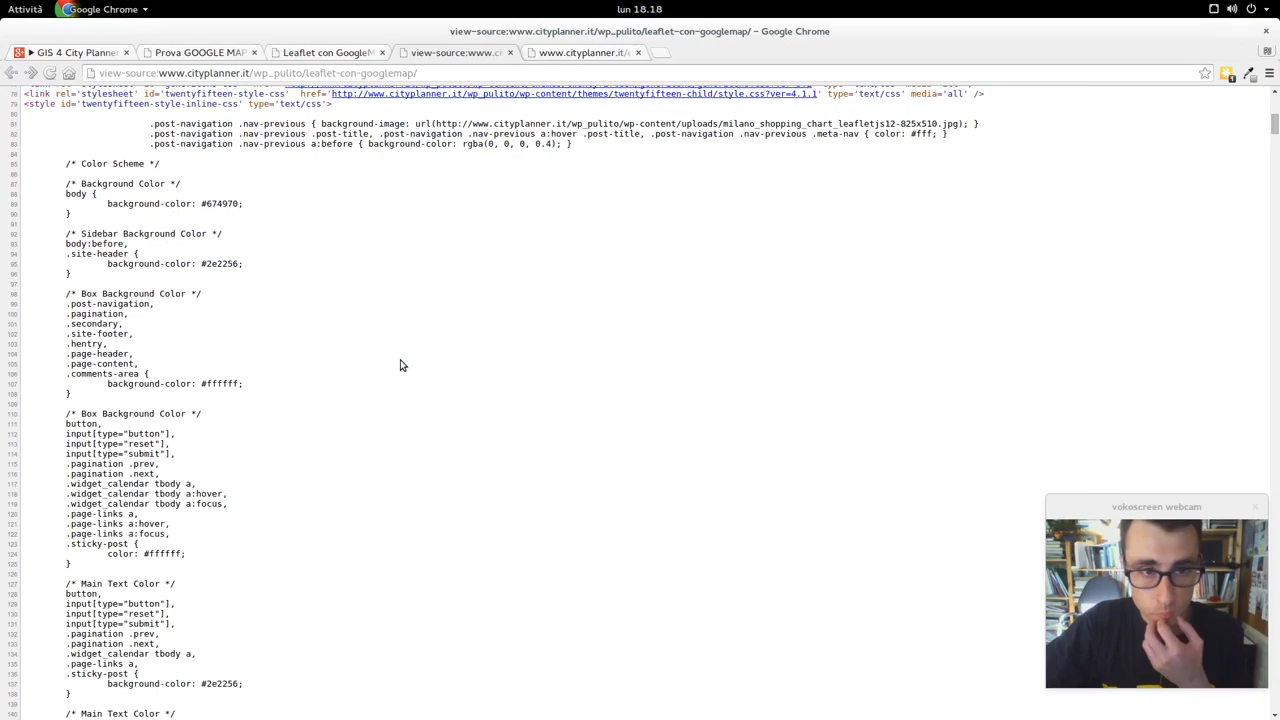 Attività
Google Chrome
lun 18.18
view-source:www.cityplanner.it/wp_pulito/leaflet-con-googlemap/ - Google Chrome
GIS 4 City Planner
Prova GOOGLE MAP
Leaflet con GoogleM
view-source:www.ci
www.cityplanner.it/
view-source:www.cityplanner.it/wp_pulito/leaflet-con-googlemap/
79 <link rel='stylesheet' id='twentyfifteen-style-css'  href='http://www.cityplanner.it/wp_pulito/wp-content/themes/twentyfifteen-child/style.css?ver=4.1.1' type='text/css' media='all' />
<style id='twentyfifteen-style-inline-css' type='text/css'>
.post-navigation .nav-previous { background-image: url(http://www.cityplanner.it/wp_pulito/wp-content/uploads/milano_shopping_chart_leafletjs12-825x510.jpg); }
.post-navigation .nav-previous .post-title, .post-navigation .nav-previous a:hover .post-title, .post-navigation .nav-previous .meta-nav { color: #fff; }
.post-navigation .nav-previous a:before { background-color: rgba(0, 0, 0, 0.4); }
/* Color Scheme */
/* Background Color */
body {
background-color: #674970;
}
/* Sidebar Background Color */
body:before,
.site-header {
background-color: #2e2256;
}
/* Box Background Color */
.post-navigation,
.pagination,
.secondary,
.site-footer,
.hentry,
.page-header,
.page-content,
.comments-area {
background-color: #ffffff;
}
/* Box Background Color */
button,
input[type="button"],
input[type="reset"],
input[type="submit"],
.pagination .prev,
.pagination .next,
.widget_calendar tbody a,
.widget_calendar tbody a:hover,
.widget_calendar tbody a:focus,
.page-links a,
.page-links a:hover,
.page-links a:focus,
.sticky-post {
color: #ffffff;
}
/* Main Text Color */
button,
input[type="button"],
input[type="reset"],
input[type="submit"],
.pagination .prev,
.pagination .next,
.widget_calendar tbody a,
.page-links a,
.sticky-post {
background-color: #2e2256;
}
/* Main Text Color */
vokoscreen webcam